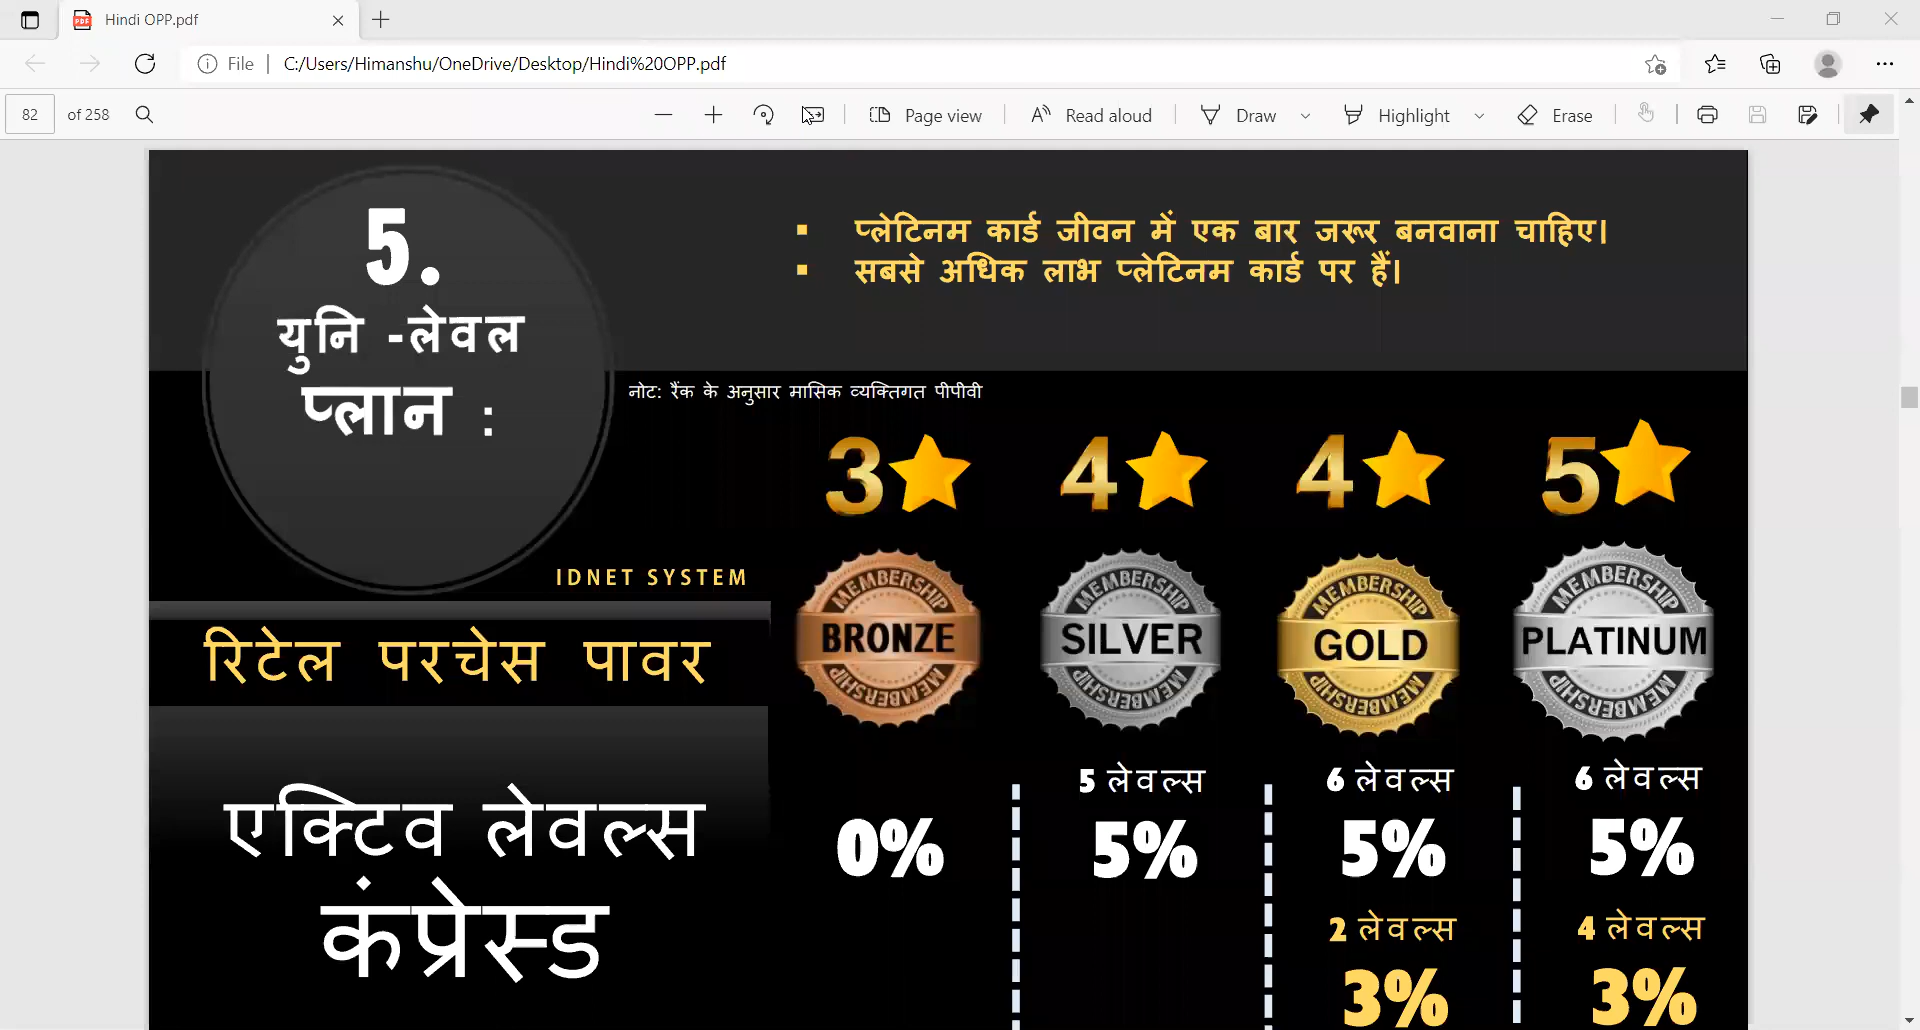 Hindi OPP.pdf
File
C:/Users/Himanshu/OneDrive/Desktop/Hindi%20OPP.pdf
82 of 258
Page view
Read aloud
Draw
Highlight
Erase
5.
युनि -लेवल
प्लान :
▪ प्लेटिनम कार्ड जीवन में एक बार जरूर बनवाना चाहिए।
▪ सबसे अधिक लाभ प्लेटिनम कार्ड पर हैं।
नोट: रैंक के अनुसार मासिक व्यक्तिगत पीपीवी
3 4 4 5
IDNET SYSTEM
MEMBERSHIP BRONZE MEMBERSHIP
MEMBERSHIP SILVER MEMBERSHIP
MEMBERSHIP GOLD MEMBERSHIP
MEMBERSHIP PLATINUM MEMBERSHIP
रिटेल परचेस पावर
एक्टिव लेवल्स
कंप्रेस्ड
5 लेवल्स 6 लेवल्स 6 लेवल्स
0% 5% 5% 5%
2 लेवल्स 4 लेवल्स
3% 3%